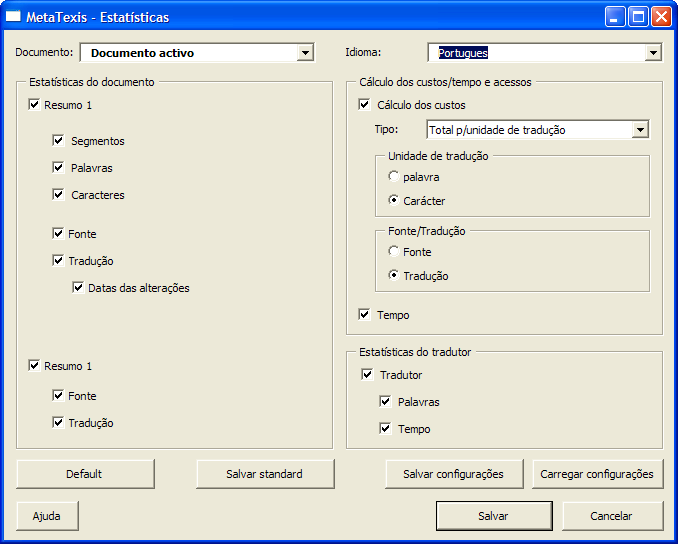 MetaTexis - Estatísticas
Documento: Documento activo
Idioma: Portugues
Estatísticas do documento
Resumo 1
Segmentos
Palavras
Caracteres
Fonte
Tradução
Datas das alterações
Resumo 1
Fonte
Tradução
Cálculo dos custos/tempo e acessos
Cálculo dos custos
Tipo: Total p/unidade de tradução
Unidade de tradução
palavra
Carácter
Fonte/Tradução
Fonte
Tradução
Tempo
Estatísticas do tradutor
Tradutor
Palavras
Tempo
Default
Salvar standard
Salvar configurações
Carregar configurações
Ajuda
Salvar
Cancelar